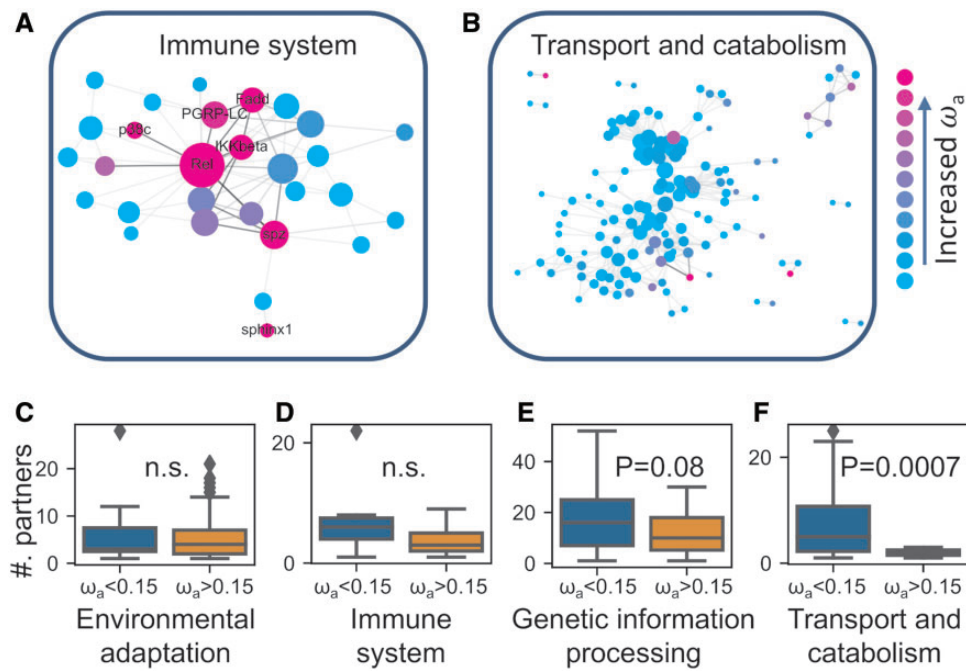 A
Immune system
Fadd
PGRP-LC
p38c
IKKbeta
Rel
spz
sphinx1
B
Transport and catabolism
Increased ωa
C
D
E
F
#. partners
20
10
0
n.s.
ωa<0.15
ωa>0.15
Environmental
adaptation
20
0
n.s.
ωa<0.15
ωa>0.15
Immune
system
40
20
0
P=0.08
ωa<0.15
ωa>0.15
Genetic information
processing
20
0
P=0.0007
ωa<0.15
ωa>0.15
Transport and
catabolism